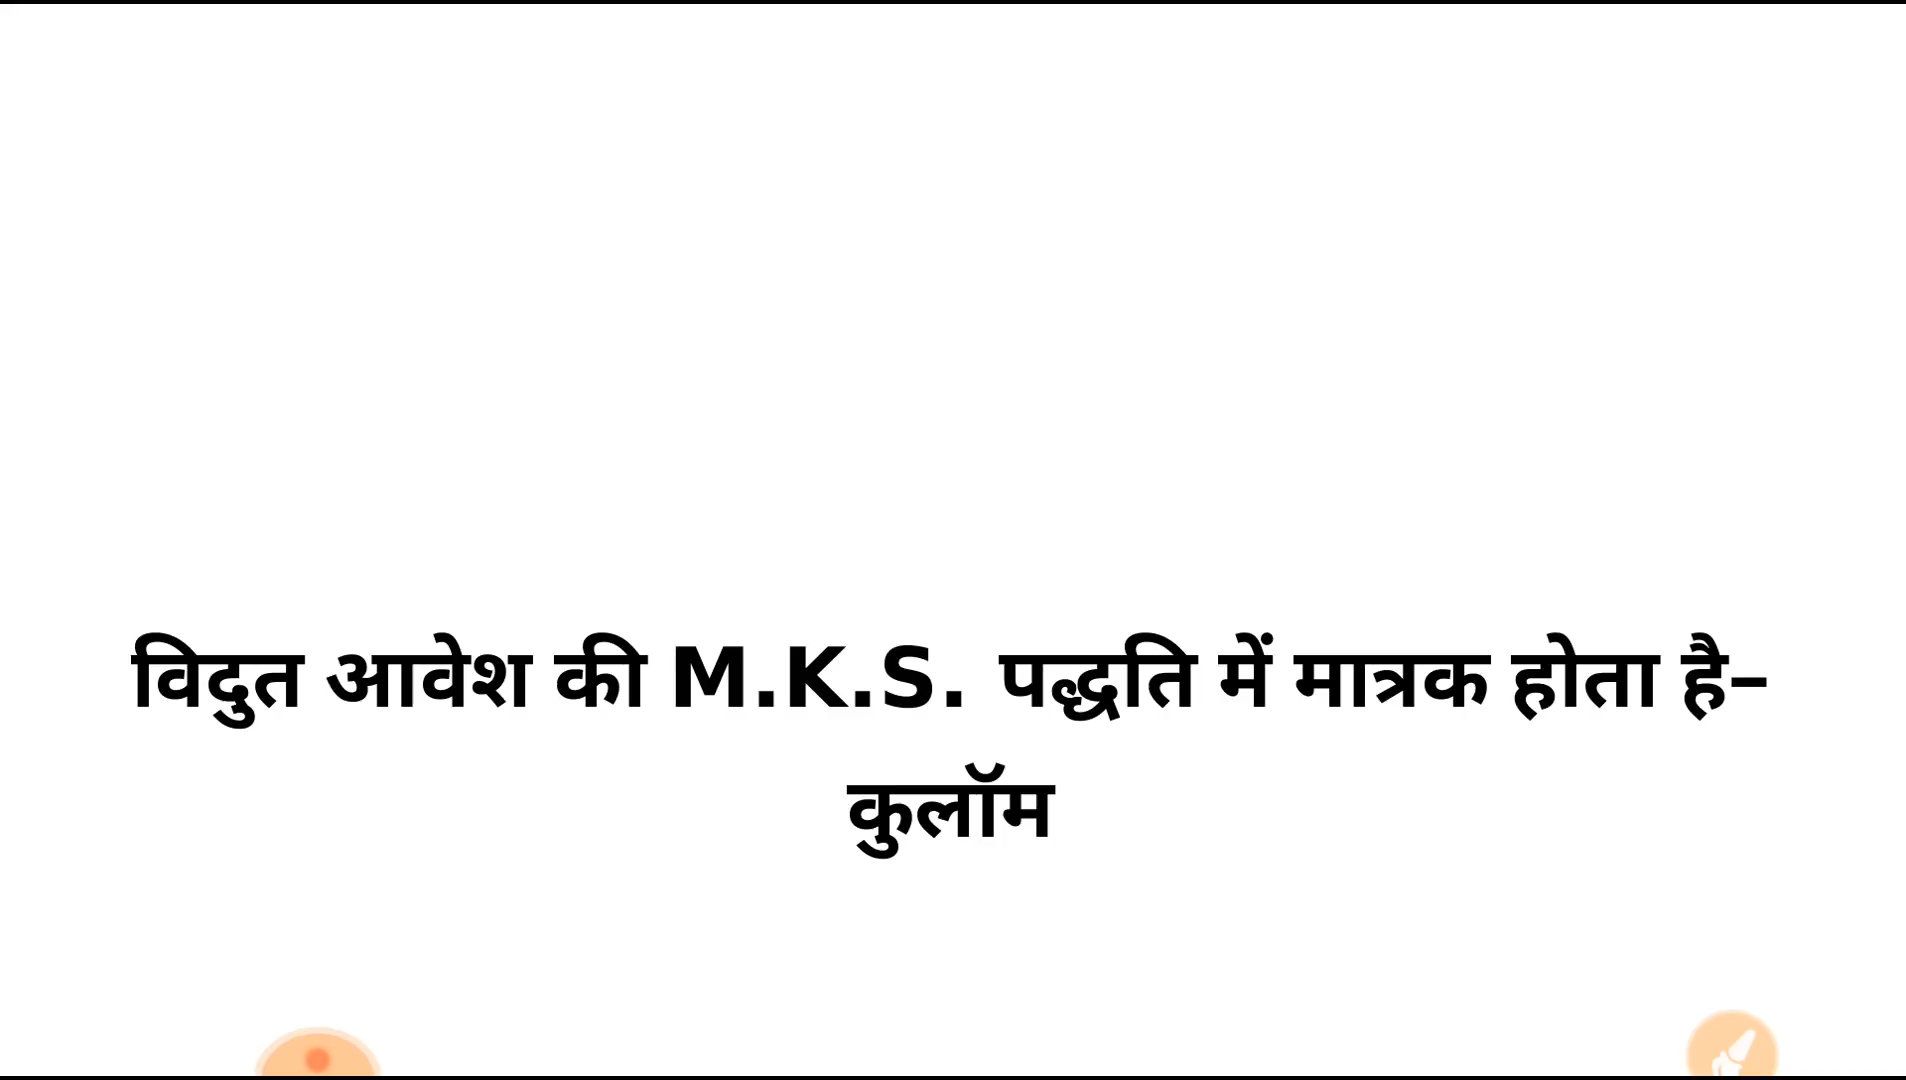 विदुत आवेश की M.K.S. पद्धति में मात्रक होता है–
कुलॉम